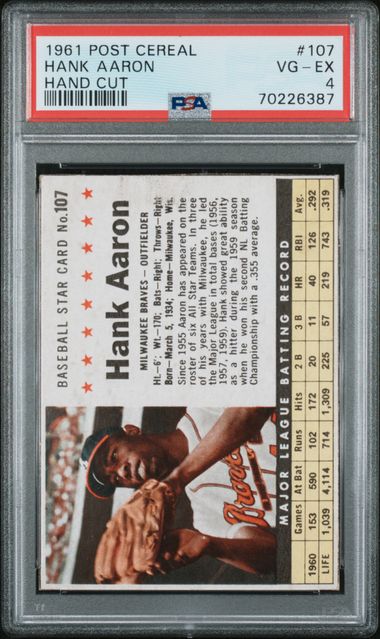 1961 POST CEREAL #107
HANK AARON VG-EX
HAND CUT 4
PSA 70226387
BASEBALL STAR CARD No. 107
Hank Aaron
MILWAUKEE BRAVES – OUTFIELDER
Ht.–6'; Wt.–170; Bats–Right; Throws–Right
Born–March 5, 1934; Home–Milwaukee, Wis.
Since 1955 Aaron has appeared on the
roster of six All Star Teams. In three
of his years with Milwaukee, he led
the Major League in total bases (1956,
1957, 1959). Hank showed great ability
as a hitter, during the 1959 season
when he won his second NL Batting
Championship with a .355 average.
Braves
MAJOR LEAGUE BATTING RECORD
Games At Bat Runs Hits 2 B 3 B HR RBI Avg.
1960 153 590 102 172 20 11 40 126 .292
LIFE 1,039 4,114 714 1,309 225 57 219 743 .319